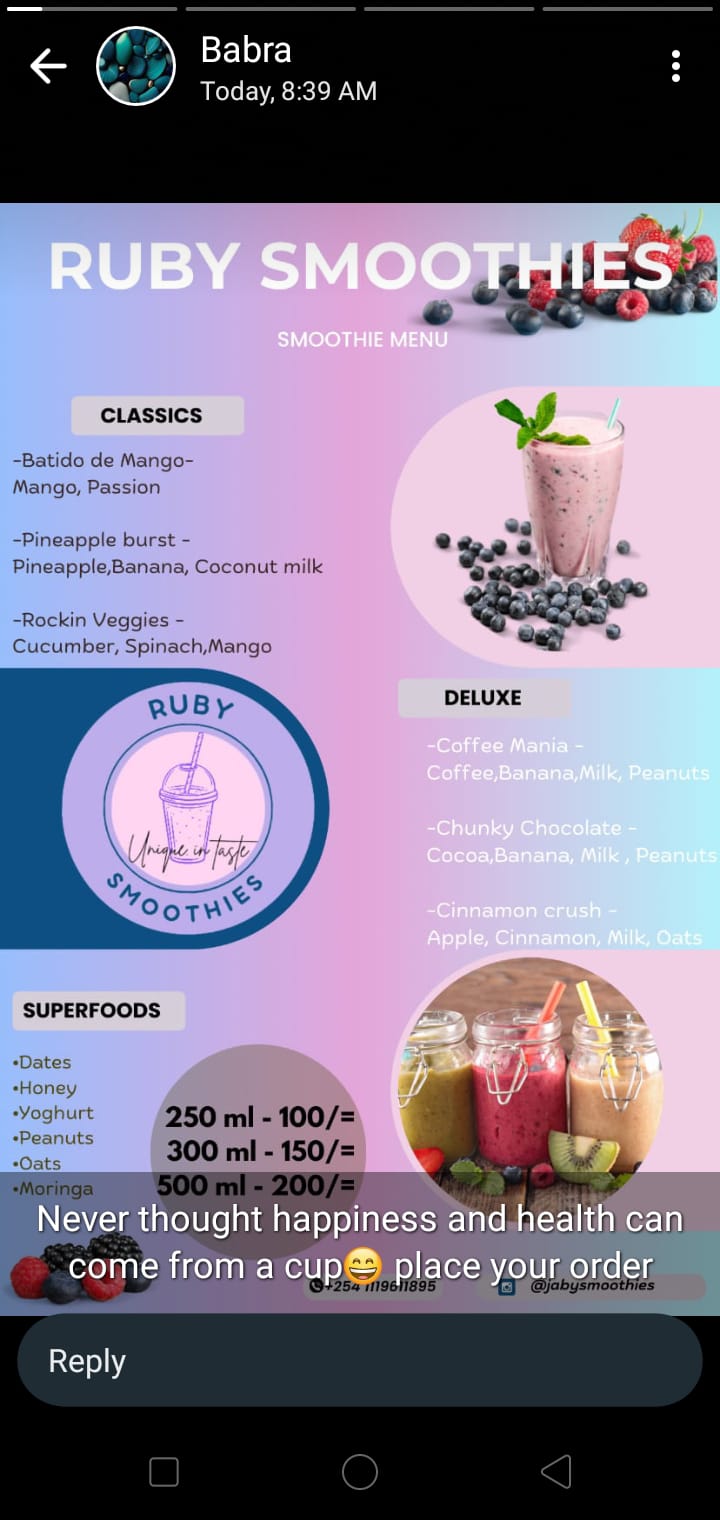 Babra
Today, 8:39 AM
RUBY SMOOTHIES
SMOOTHIE MENU
CLASSICS
-Batido de Mango-
Mango, Passion
-Pineapple burst -
Pineapple,Banana, Coconut milk
-Rockin Veggies -
Cucumber, Spinach,Mango
RUBY
Unique in taste
SMOOTHIES
DELUXE
-Coffee Mania -
Coffee,Banana,Milk, Peanuts
-Chunky Chocolate -
Cocoa,Banana, Milk , Peanuts
-Cinnamon crush -
Apple, Cinnamon, Milk, Oats
SUPERFOODS
•Dates
•Honey
•Yoghurt
•Peanuts
•Oats
•Moringa
250 ml - 100/=
300 ml - 150/=
500 ml - 200/=
Never thought happiness and health can
come from a cup😄 place your order
+254 1119611895
@jabysmoothies
Reply